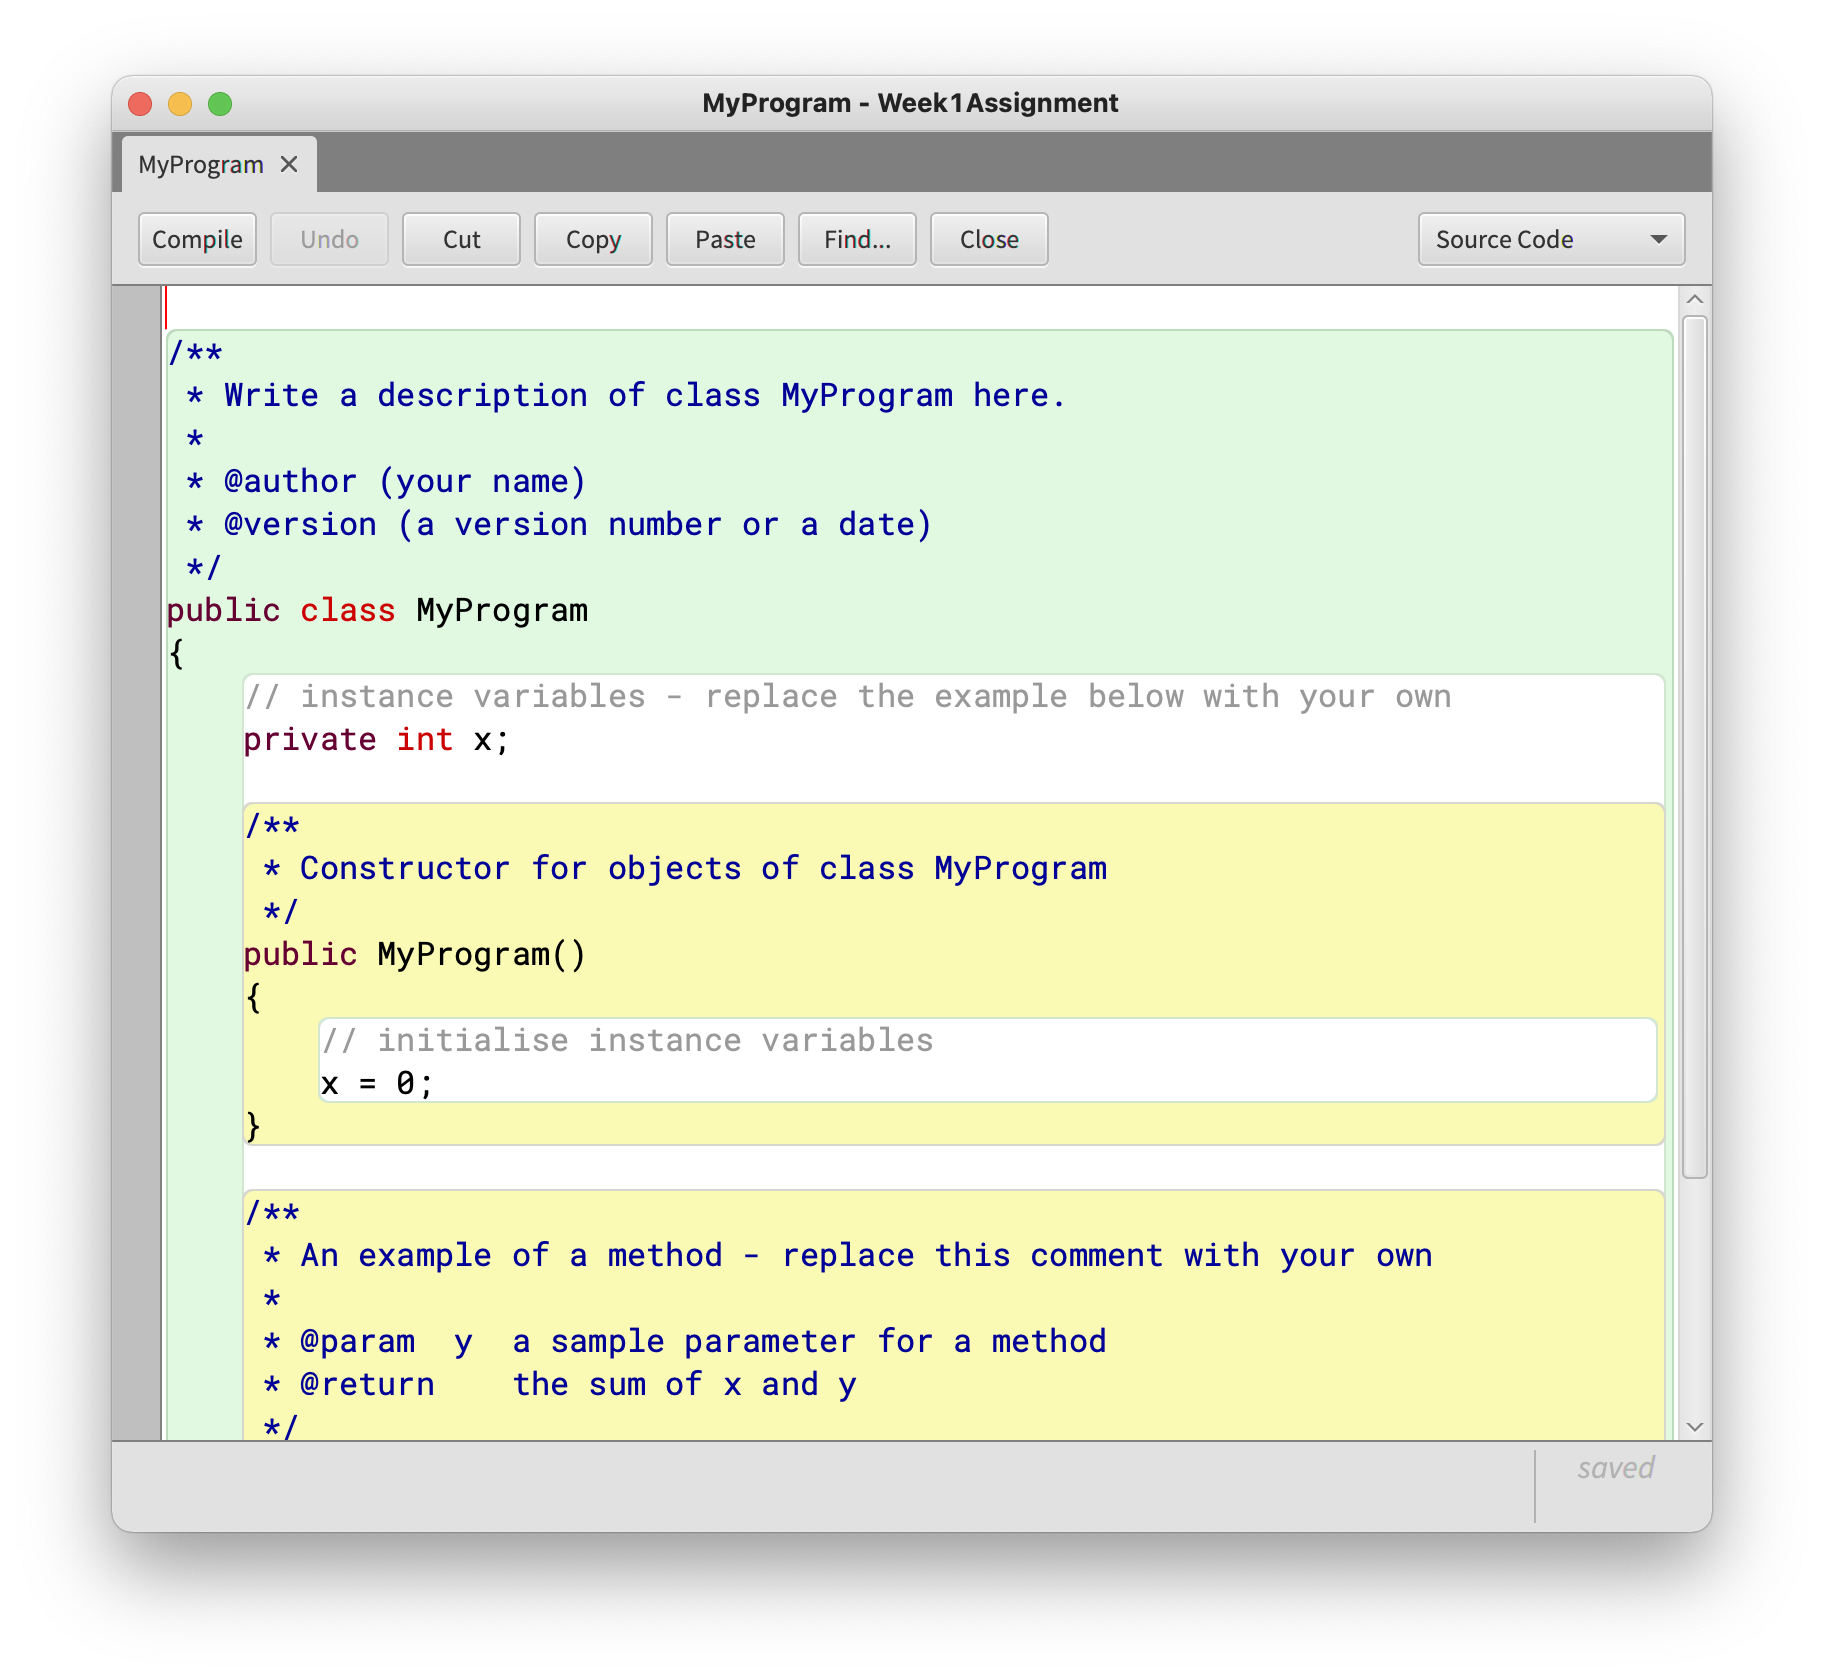 MyProgram - Week1Assignment
MyProgram
Compile Undo Cut Copy Paste Find... Close Source Code
/**
 * Write a description of class MyProgram here.
 *
 * @author (your name)
 * @version (a version number or a date)
 */
public class MyProgram
{
    // instance variables - replace the example below with your own
    private int x;
    /**
     * Constructor for objects of class MyProgram
     */
    public MyProgram()
    {
        // initialise instance variables
        x = 0;
    }
    /**
     * An example of a method - replace this comment with your own
     *
     * @param  y  a sample parameter for a method
     * @return    the sum of x and y
     */
saved